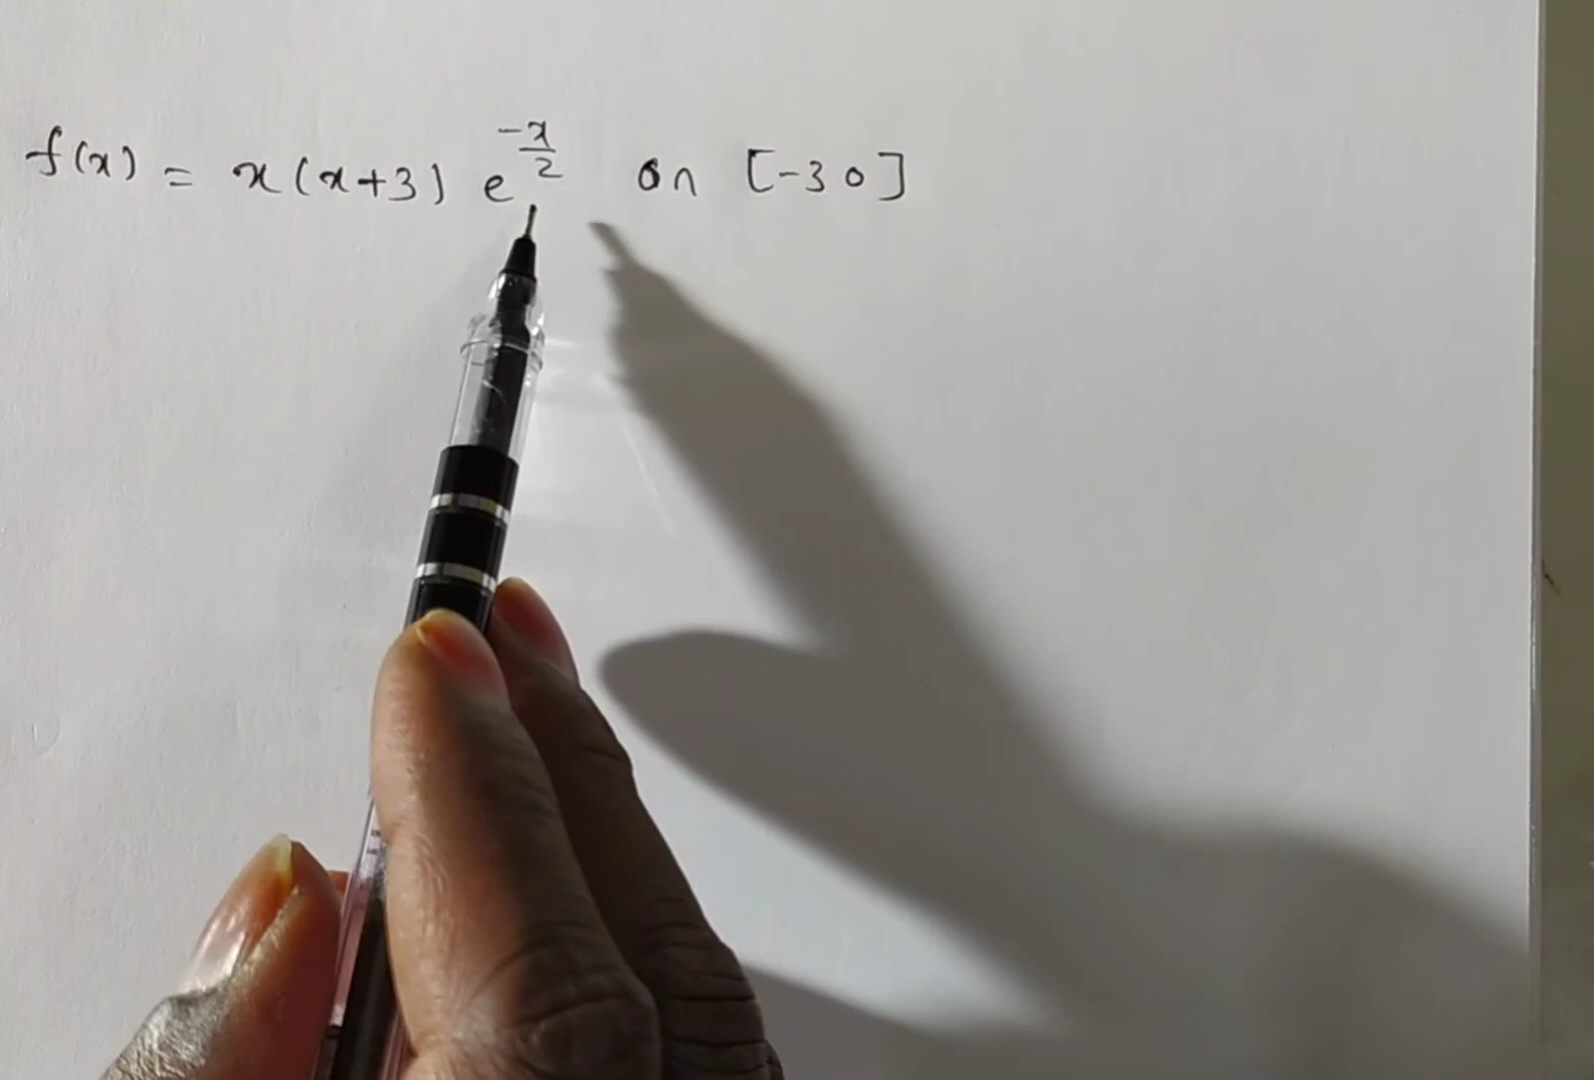 f(x) = x(x+3) e^{-x/2} on [-3 0]